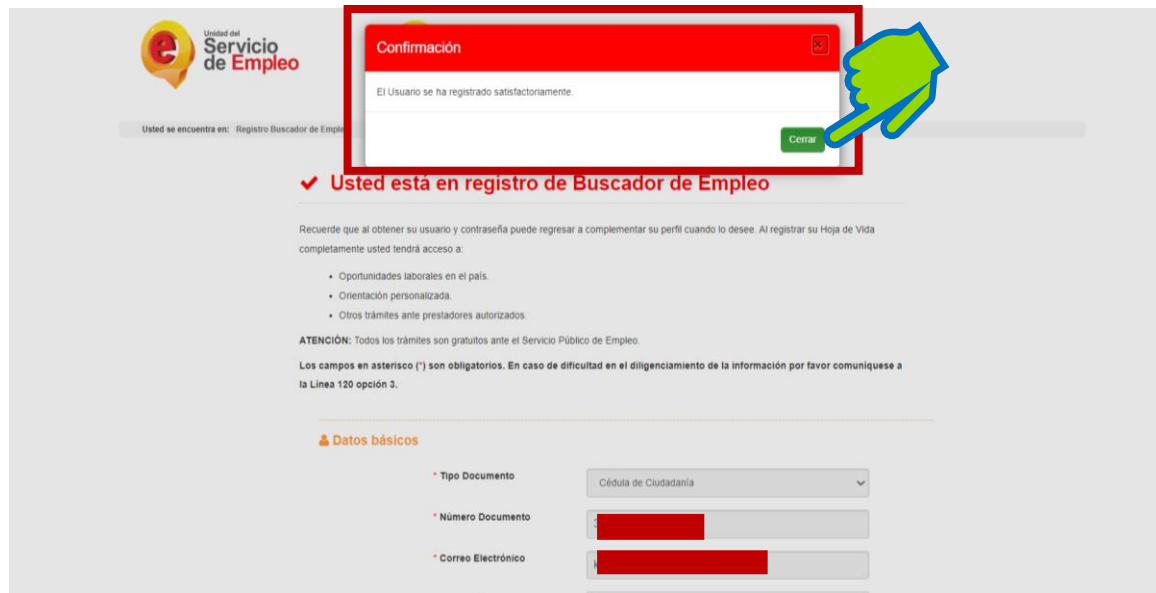 Unidad del
Servicio
de Empleo
Confirmación
El Usuario se ha registrado satisfactoriamente.
Cerrar
Usted se encuentra en: Registro Buscador de Emple
Usted está en registro de Buscador de Empleo
Recuerde que al obtener su usuario y contraseña puede regresar a complementar su perfil cuando lo desee. Al registrar su Hoja de Vida
completamente usted tendrá acceso a:
• Oportunidades laborales en el país.
• Orientación personalizada.
• Otros trámites ante prestadores autorizados.
ATENCIÓN: Todos los trámites son gratuitos ante el Servicio Público de Empleo.
Los campos en asterisco (*) son obligatorios. En caso de dificultad en el diligenciamiento de la información por favor comuníquese a
la Línea 120 opción 3.
Datos básicos
* Tipo Documento
Cédula de Ciudadanía
* Número Documento
* Correo Electrónico